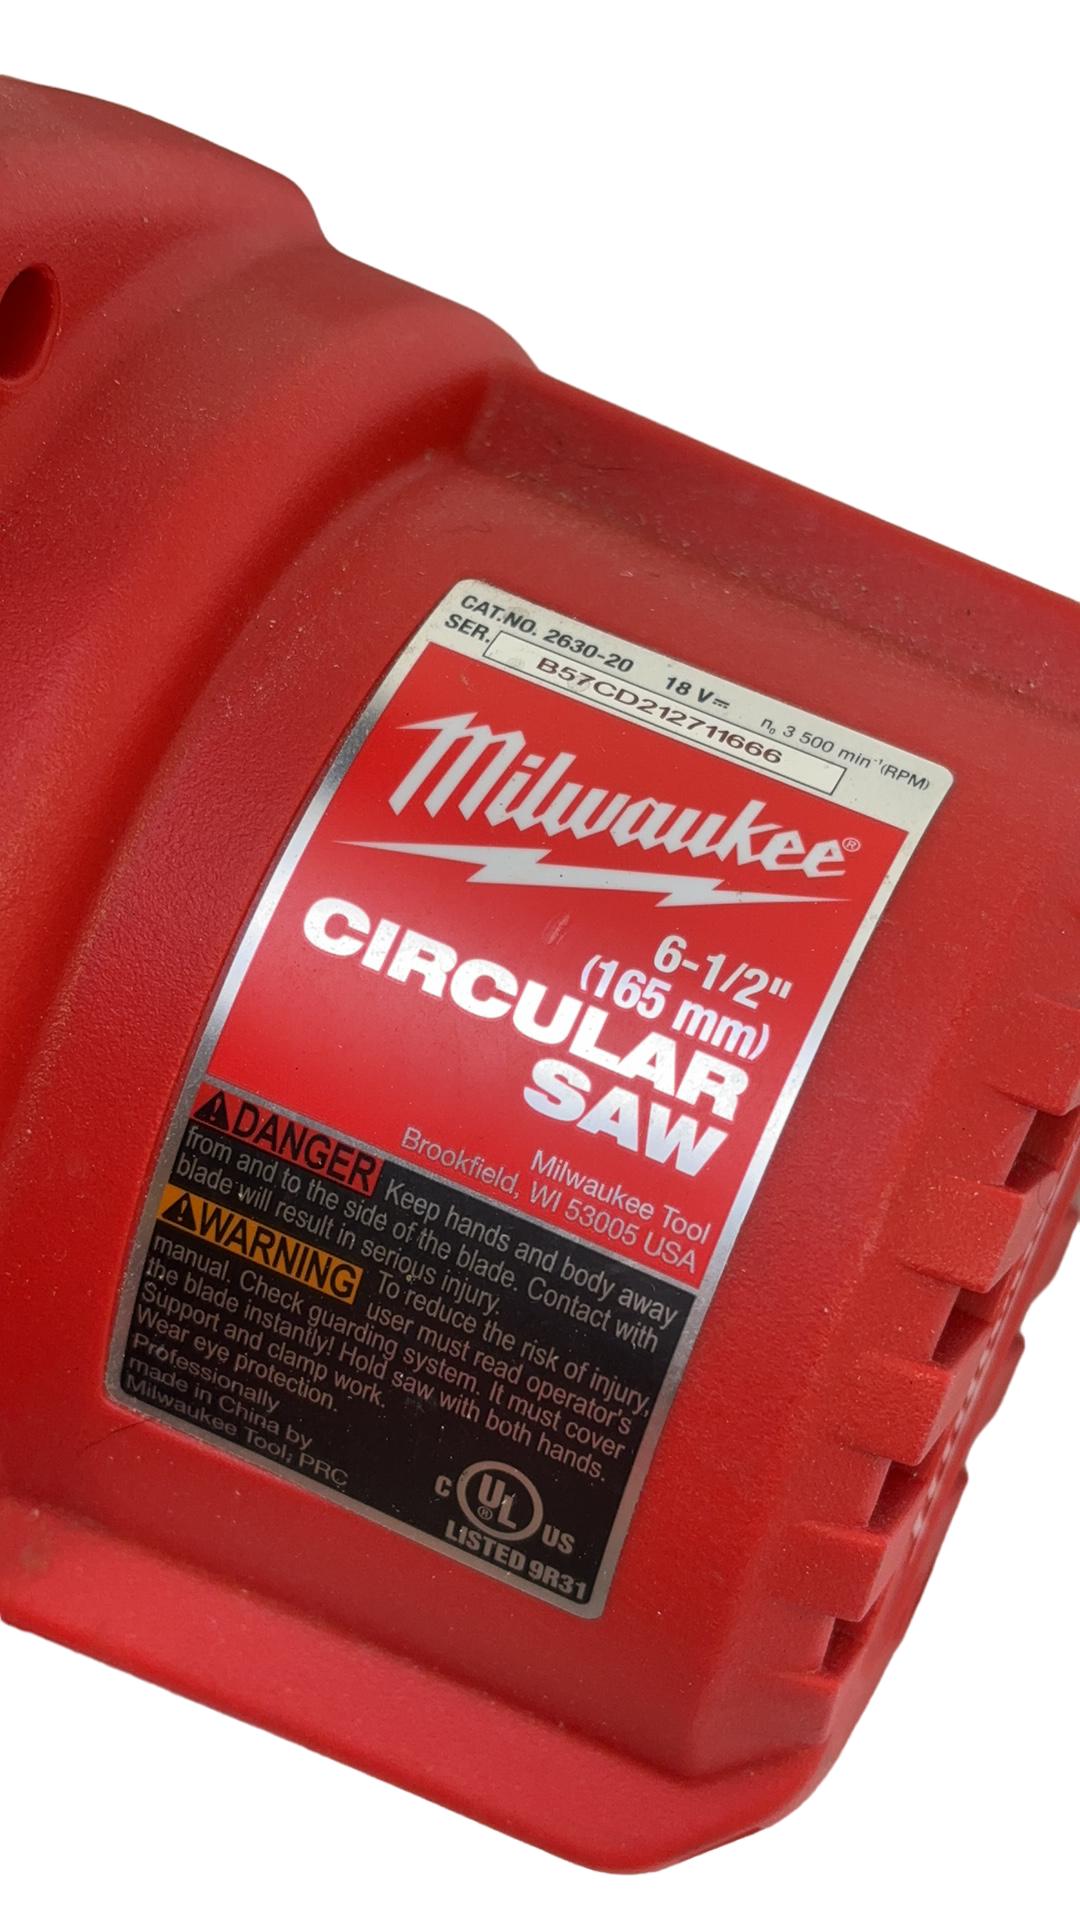 CAT.NO. 2630-20 18 V⎓ n₀ 3 500 min⁻¹(RPM)
SER. B57CD212711666
Milwaukee®
6-1/2"
(165 mm)
CIRCULAR
SAW
Milwaukee Tool
Brookfield, WI 53005 USA
⚠DANGER Keep hands and body away
from and to the side of the blade. Contact with
blade will result in serious injury.
⚠WARNING To reduce the risk of injury,
user must read operator's
manual. Check guarding system. It must cover
the blade instantly! Hold saw with both hands.
Support and clamp work.
Wear eye protection.
Professionally
made in China by
Milwaukee Tool, PRC
C UL® US
LISTED 9R31